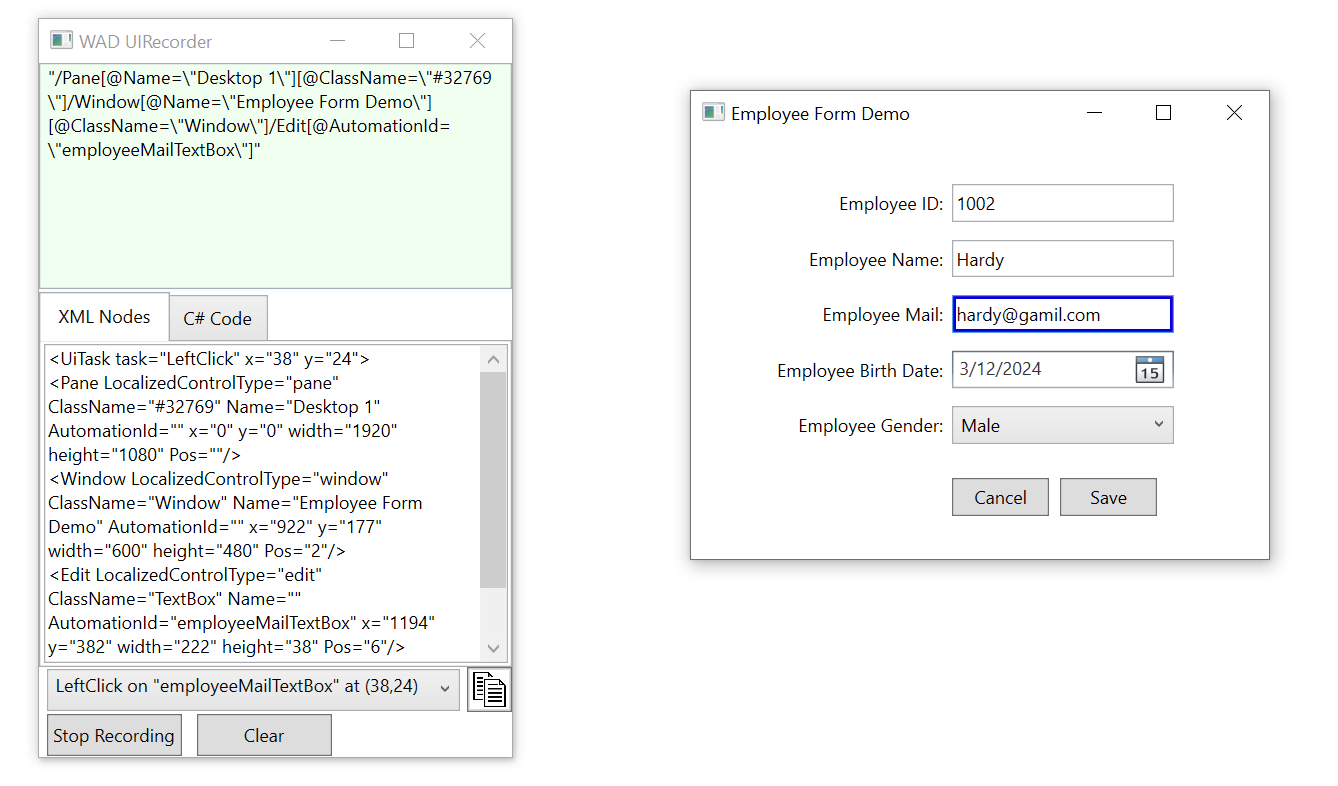 WAD UIRecorder
"/Pane[@Name=\"Desktop 1\"][@ClassName=\"#32769
\"]/Window[@Name=\"Employee Form Demo\"]
[@ClassName=\"Window\"]/Edit[@AutomationId=
\"employeeMailTextBox\"]"
XML Nodes
C# Code
<UiTask task="LeftClick" x="38" y="24">
<Pane LocalizedControlType="pane"
ClassName="#32769" Name="Desktop 1"
AutomationId="" x="0" y="0" width="1920"
height="1080" Pos=""/>
<Window LocalizedControlType="window"
ClassName="Window" Name="Employee Form
Demo" AutomationId="" x="922" y="177"
width="600" height="480" Pos="2"/>
<Edit LocalizedControlType="edit"
ClassName="TextBox" Name=""
AutomationId="employeeMailTextBox" x="1194"
y="382" width="222" height="38" Pos="6"/>
LeftClick on "employeeMailTextBox" at (38,24)
Stop Recording
Clear
Employee Form Demo
Employee ID: 1002
Employee Name: Hardy
Employee Mail: hardy@gamil.com
Employee Birth Date: 3/12/2024 15
Employee Gender: Male
Cancel
Save